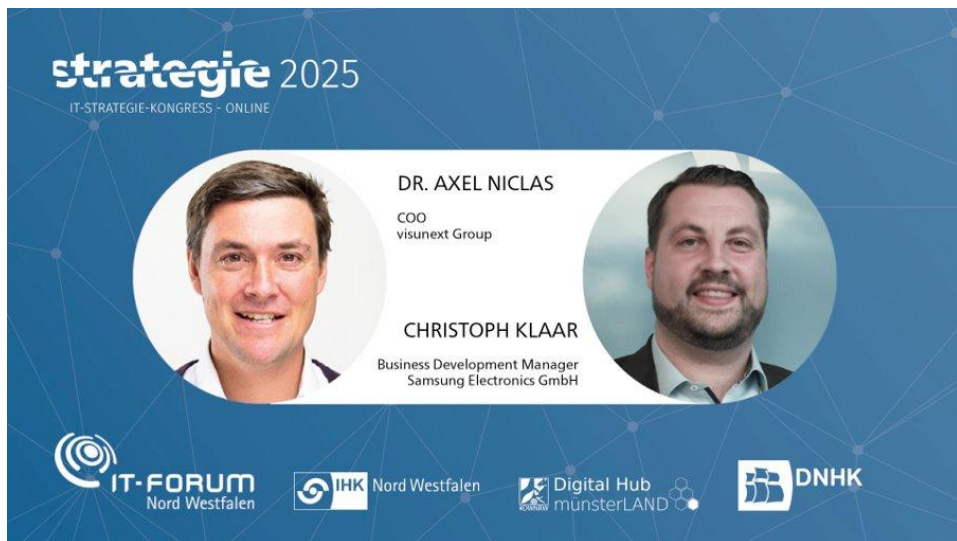 strategie 2025
IT-STRATEGIE-KONGRESS - ONLINE
DR. AXEL NICLAS
COO
visunext Group
CHRISTOPH KLAAR
Business Development Manager
Samsung Electronics GmbH
IT-FORUM
Nord Westfalen
IHK Nord Westfalen
Digital Hub
münsterLAND
DNHK